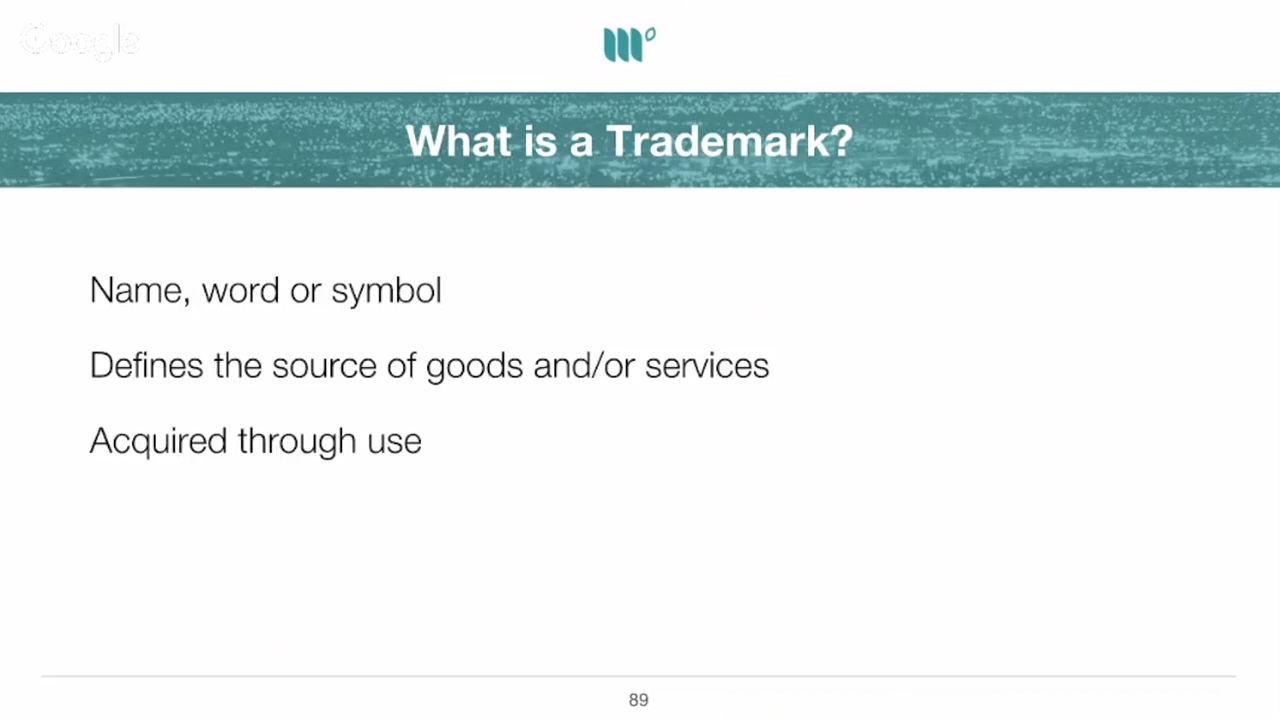 Google
What is a Trademark?
Name, word or symbol
Defines the source of goods and/or services
Acquired through use
89